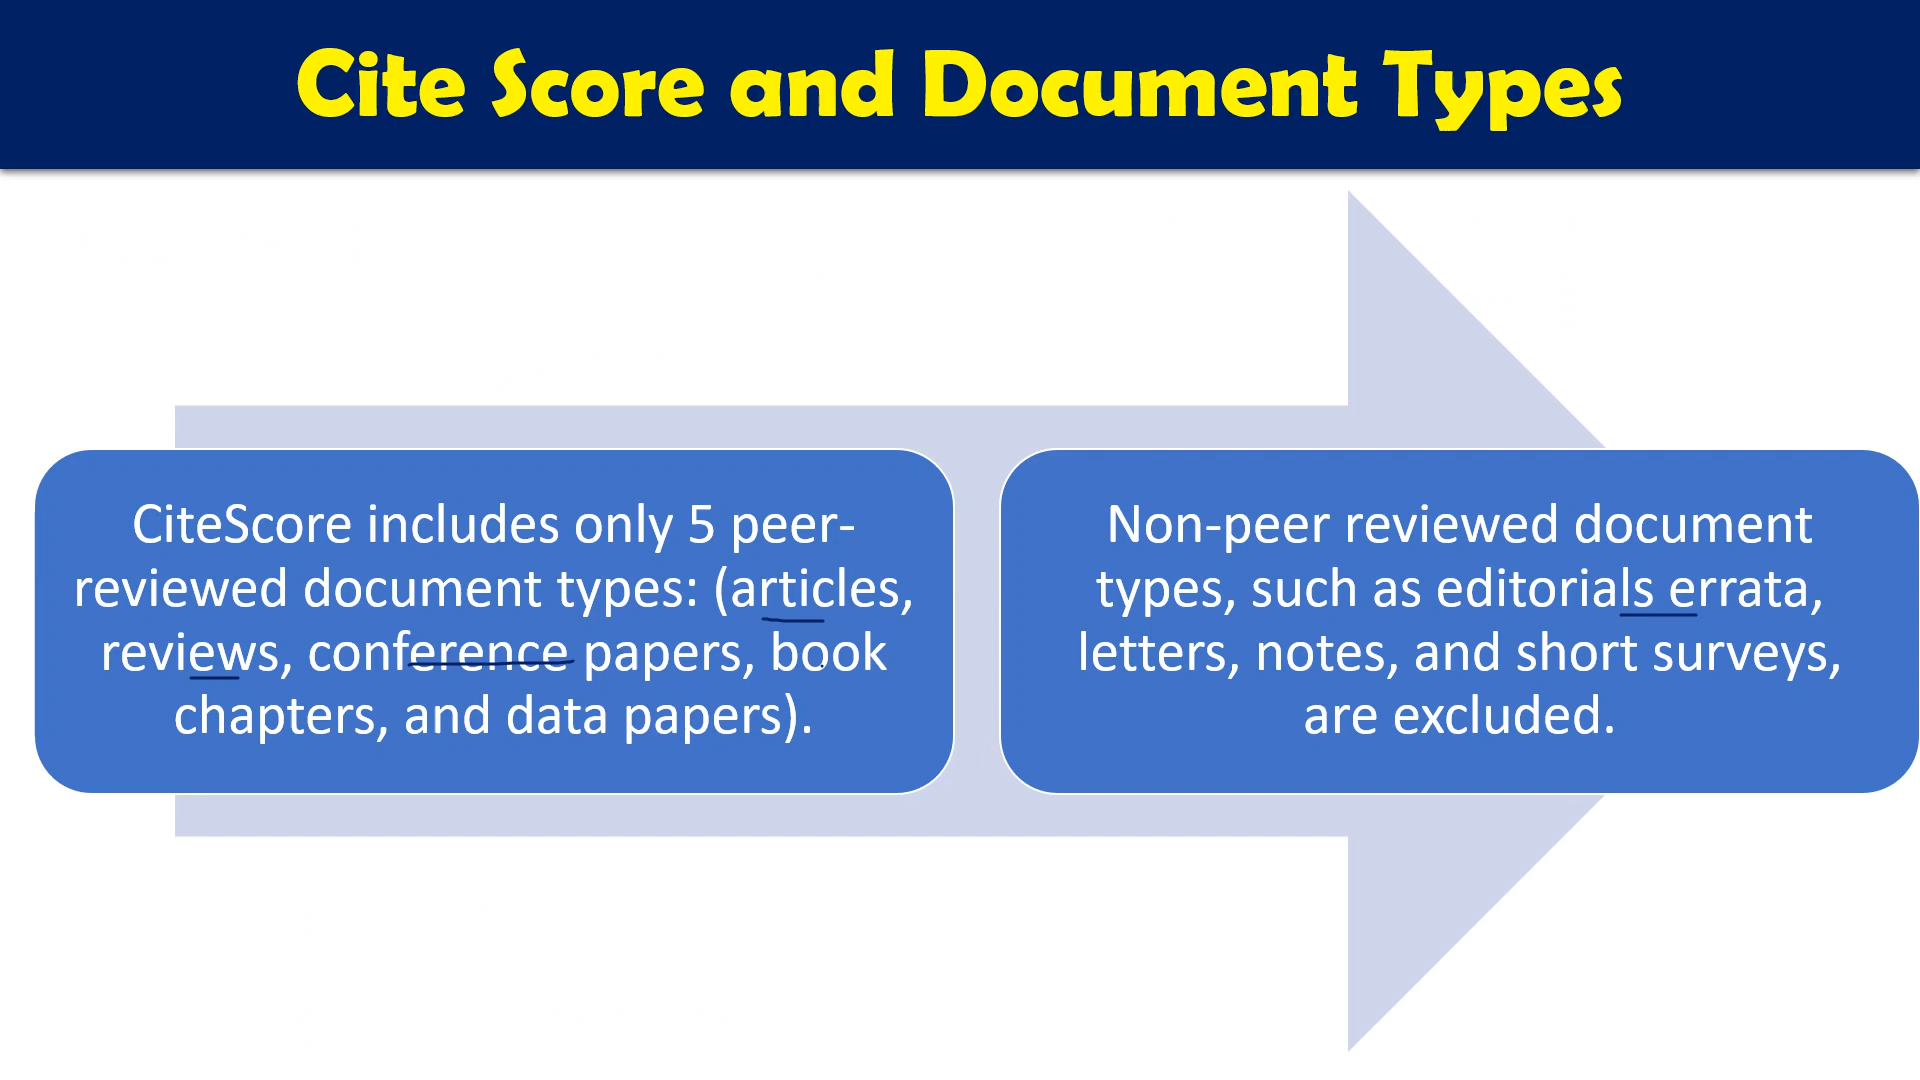 Cite Score and Document Types
CiteScore includes only 5 peer-
reviewed document types: (articles,
reviews, conference papers, book
chapters, and data papers).
Non-peer reviewed document
types, such as editorials errata,
letters, notes, and short surveys,
are excluded.